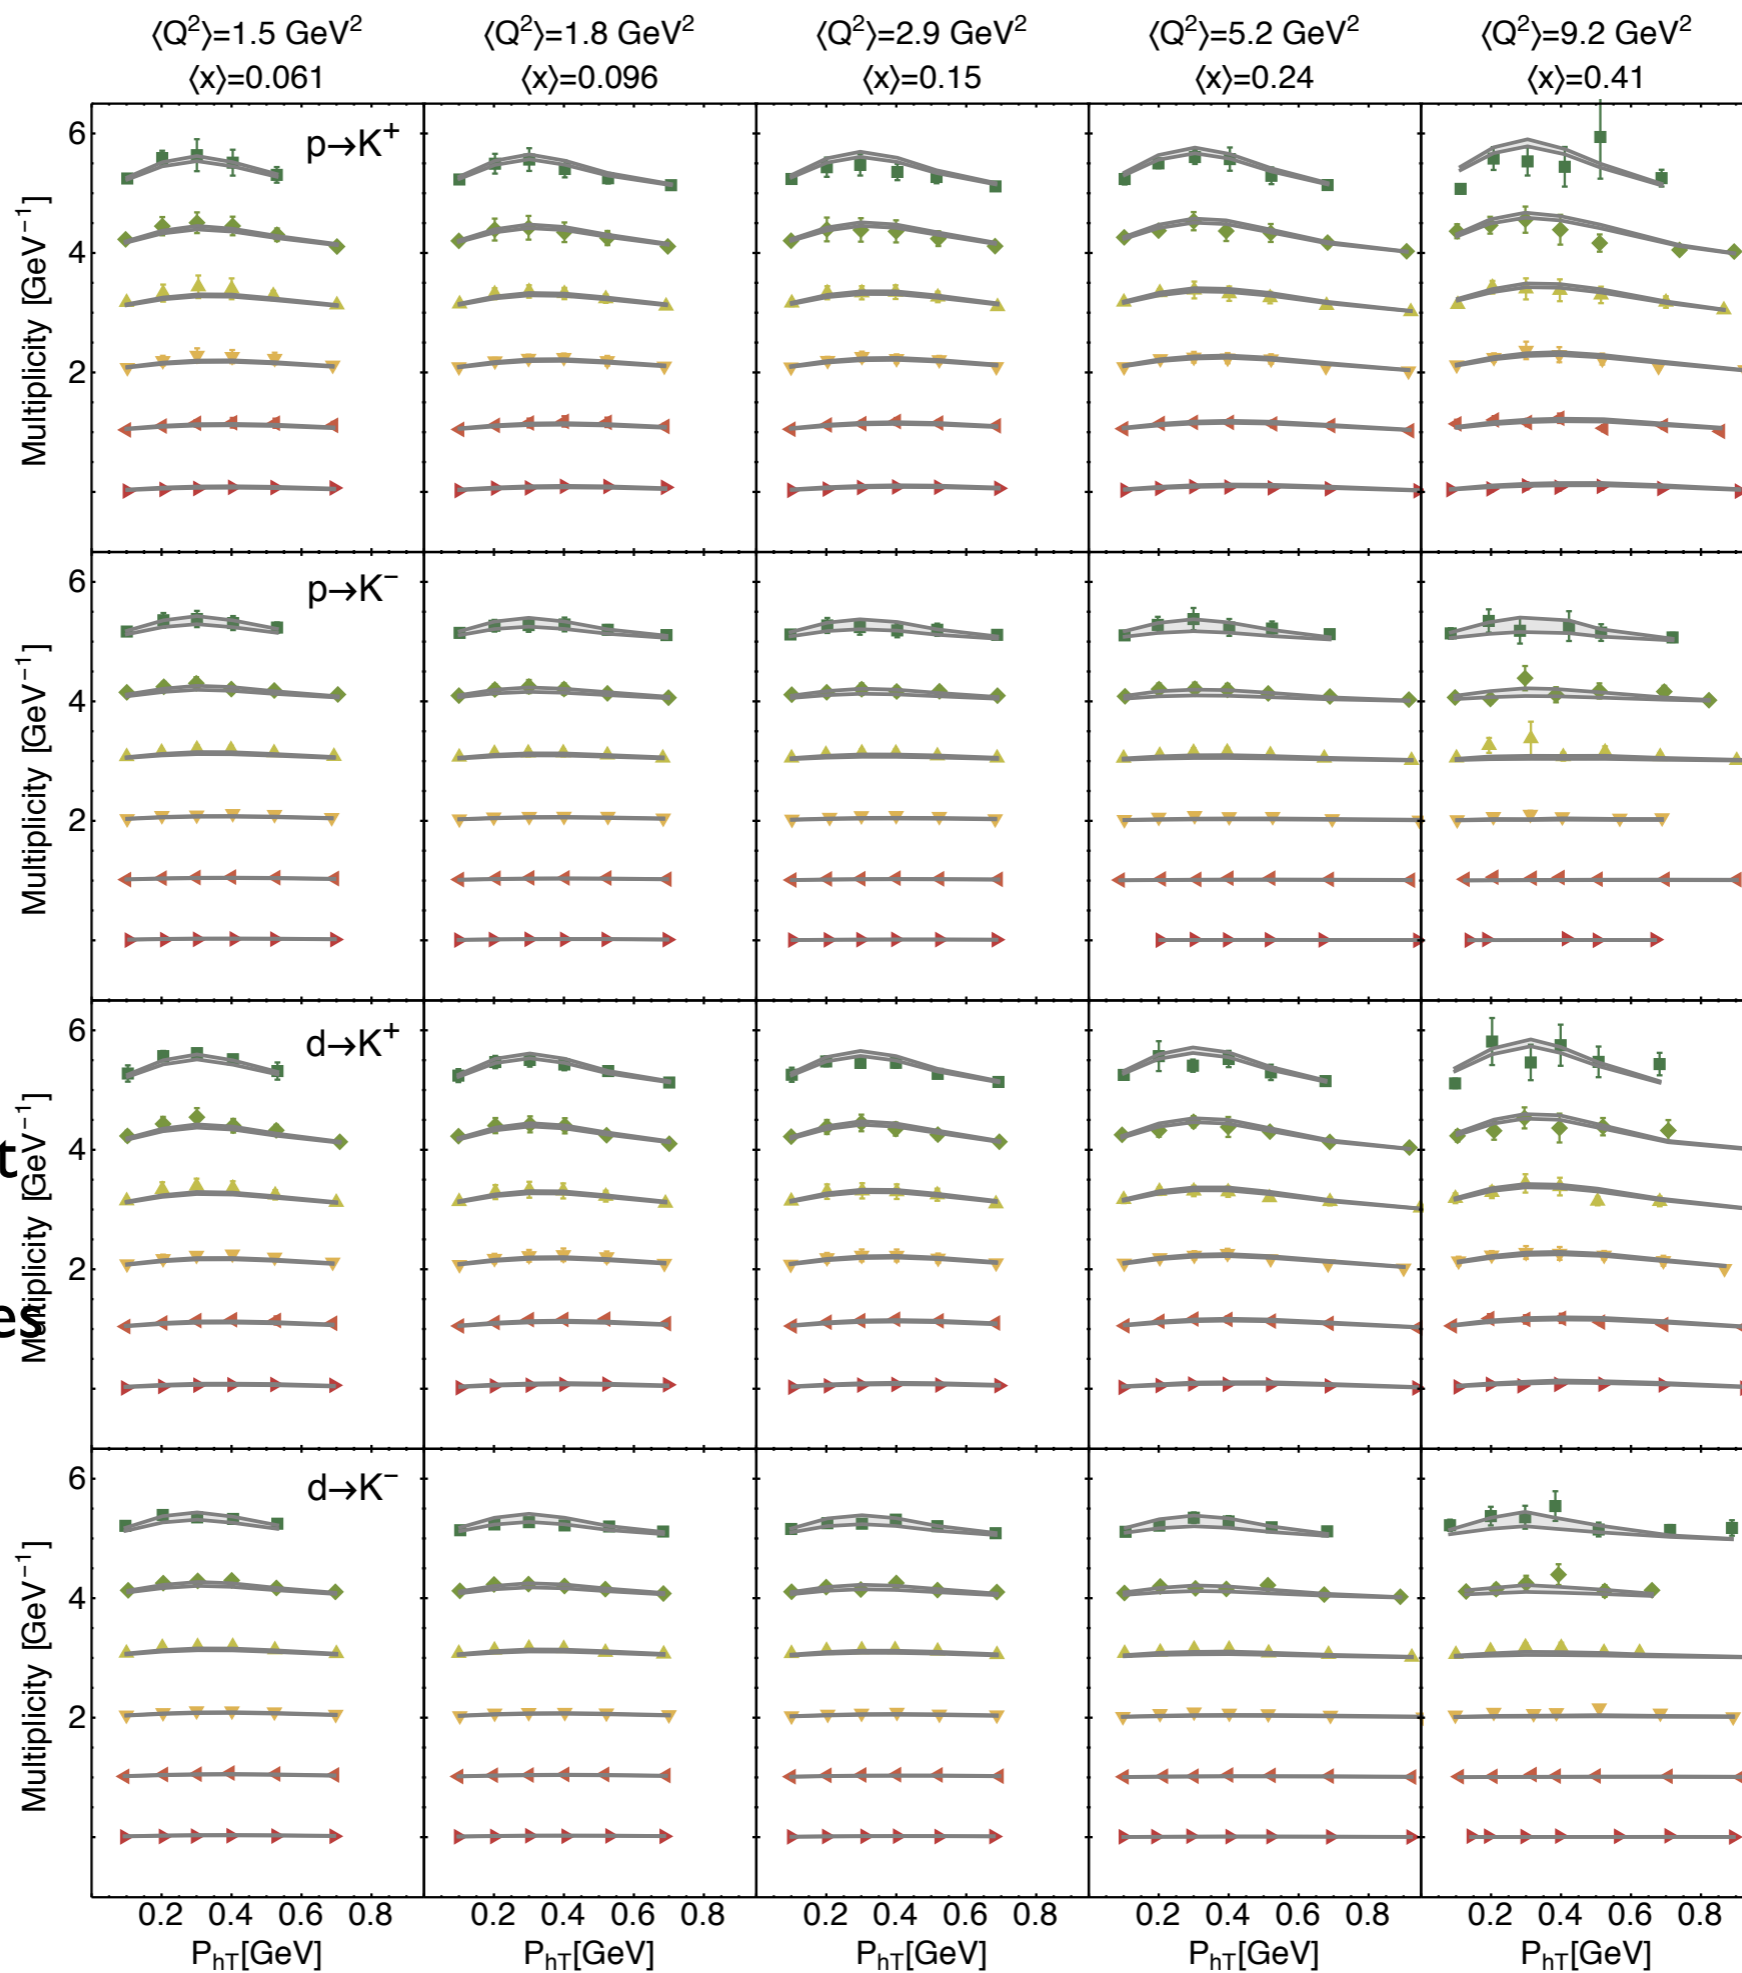 ⟨Q²⟩=1.5 GeV² ⟨Q²⟩=1.8 GeV² ⟨Q²⟩=2.9 GeV² ⟨Q²⟩=5.2 GeV² ⟨Q²⟩=9.2 GeV²
⟨x⟩=0.061 ⟨x⟩=0.096 ⟨x⟩=0.15 ⟨x⟩=0.24 ⟨x⟩=0.41
p→K⁺
6
4
2
Multiplicity [GeV⁻¹]
p→K⁻
6
4
2
Multiplicity [GeV⁻¹]
d→K⁺
6
4
2
Multiplicity [GeV⁻¹]
t
es
d→K⁻
6
4
2
Multiplicity [GeV⁻¹]
0.2 0.4 0.6 0.8 0.2 0.4 0.6 0.8 0.2 0.4 0.6 0.8 0.2 0.4 0.6 0.8 0.2 0.4 0.6 0.8
P_hT[GeV] P_hT[GeV] P_hT[GeV] P_hT[GeV] P_hT[GeV]